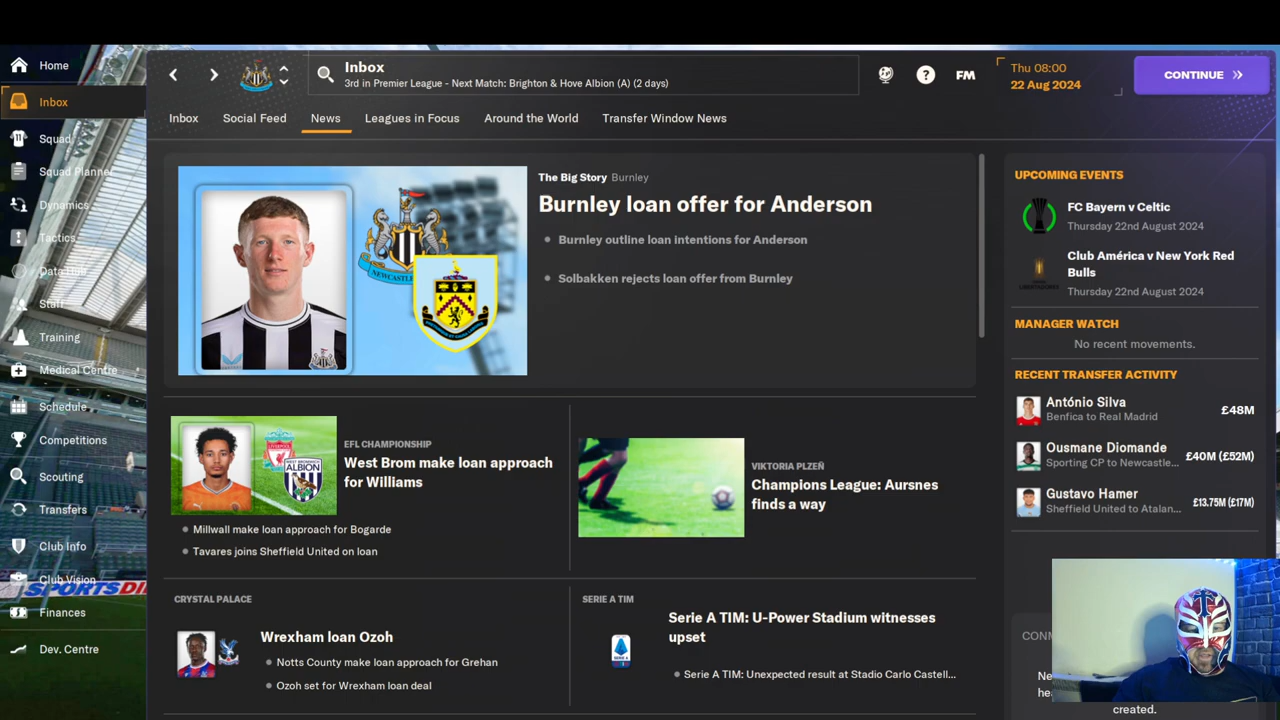 Home
Inbox
Squad
Squad Planner
Dynamics
Tactics
Data Hub
Staff
Training
Medical Centre
Schedule
Competitions
Scouting
Transfers
Club Info
Club Vision
Finances
Dev. Centre
Inbox
3rd in Premier League - Next Match: Brighton & Hove Albion (A) (2 days)
?
FM
Thu 08:00
22 Aug 2024
CONTINUE
Inbox
Social Feed
News
Leagues in Focus
Around the World
Transfer Window News
The Big Story Burnley
Burnley loan offer for Anderson
Burnley outline loan intentions for Anderson
Solbakken rejects loan offer from Burnley
EFL CHAMPIONSHIP
West Brom make loan approach
for Williams
Millwall make loan approach for Bogarde
Tavares joins Sheffield United on loan
VIKTORIA PLZEŇ
Champions League: Aursnes
finds a way
CRYSTAL PALACE
Wrexham loan Ozoh
Notts County make loan approach for Grehan
Ozoh set for Wrexham loan deal
SERIE A TIM
Serie A TIM: U-Power Stadium witnesses
upset
Serie A TIM: Unexpected result at Stadio Carlo Castell...
UPCOMING EVENTS
FC Bayern v Celtic
Thursday 22nd August 2024
Club América v New York Red
Bulls
Thursday 22nd August 2024
MANAGER WATCH
No recent movements.
RECENT TRANSFER ACTIVITY
António Silva
Benfica to Real Madrid
£48M
Ousmane Diomande
Sporting CP to Newcastle...
£40M (£52M)
Gustavo Hamer
Sheffield United to Atalan...
£13.75M (£17M)
created.